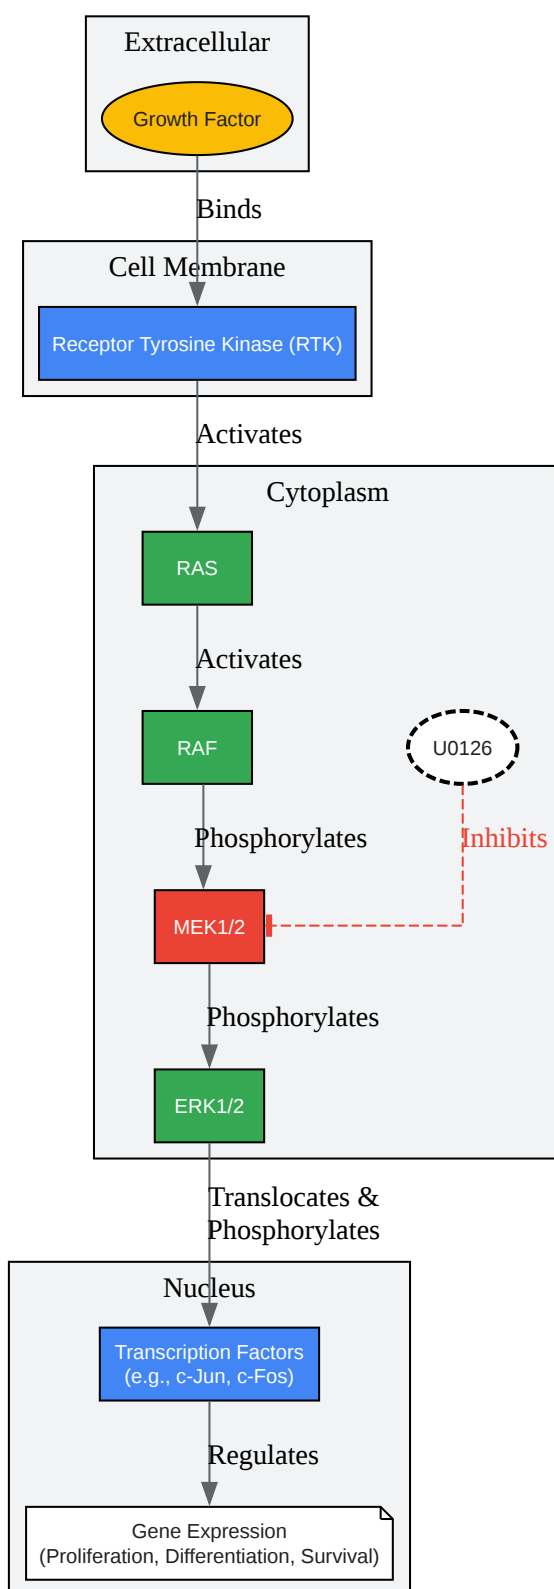 Extracellular
Growth Factor
Binds
Cell Membrane
Receptor Tyrosine Kinase (RTK)
Activates
Cytoplasm
RAS
Activates
RAF
U0126
Phosphorylates
Inhibits
MEK1/2
Phosphorylates
ERK1/2
Translocates &
Phosphorylates
Nucleus
Transcription Factors
(e.g., c-Jun, c-Fos)
Regulates
Gene Expression
(Proliferation, Differentiation, Survival)